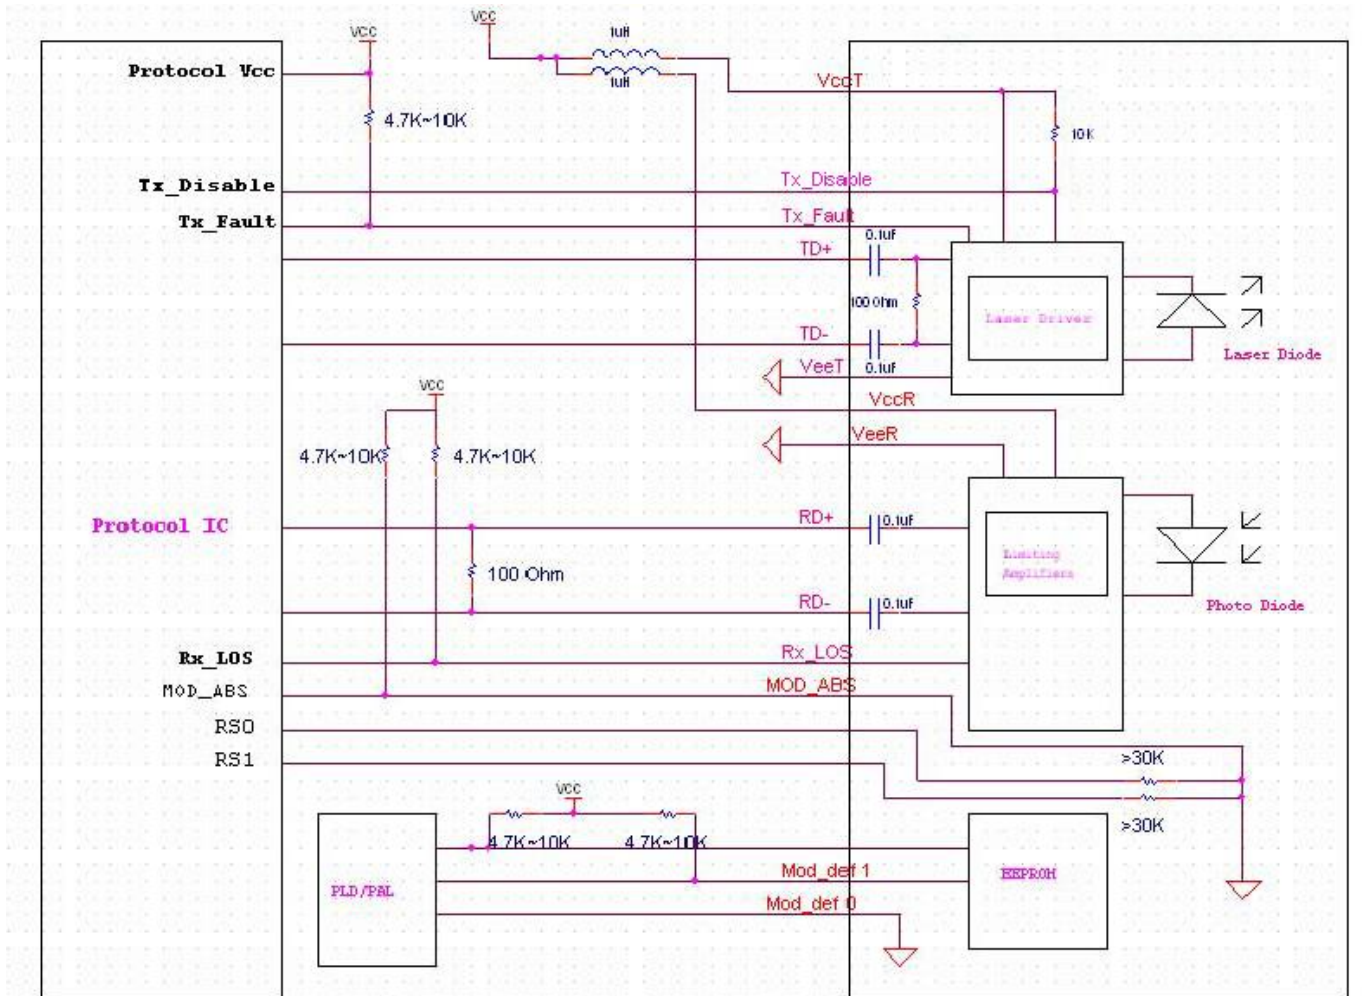 Vcc
Vcc
1uH
1uH
Protocol Vcc
VccT
4.7K~10K
10K
Tx_Disable
Tx_Disable
Tx_Fault
Tx_Fault
0.1uf
TD+
100 Ohm
Laser Driver
TD-
Laser Diode
VeeT
0.1uf
Vcc
VccR
VeeR
4.7K~10K
4.7K~10K
Protocol IC
RD+
0.1uf
Limiting
Amplifiers
100 Ohm
RD-
0.1uf
Photo Diode
Rx_LOS
Rx_LOS
MOD_ABS
MOD_ABS
RS0
RS1
>30K
Vcc
>30K
4.7K~10K
4.7K~10K
Mod_def 1
EEPROM
PLD/PAL
Mod_def 0